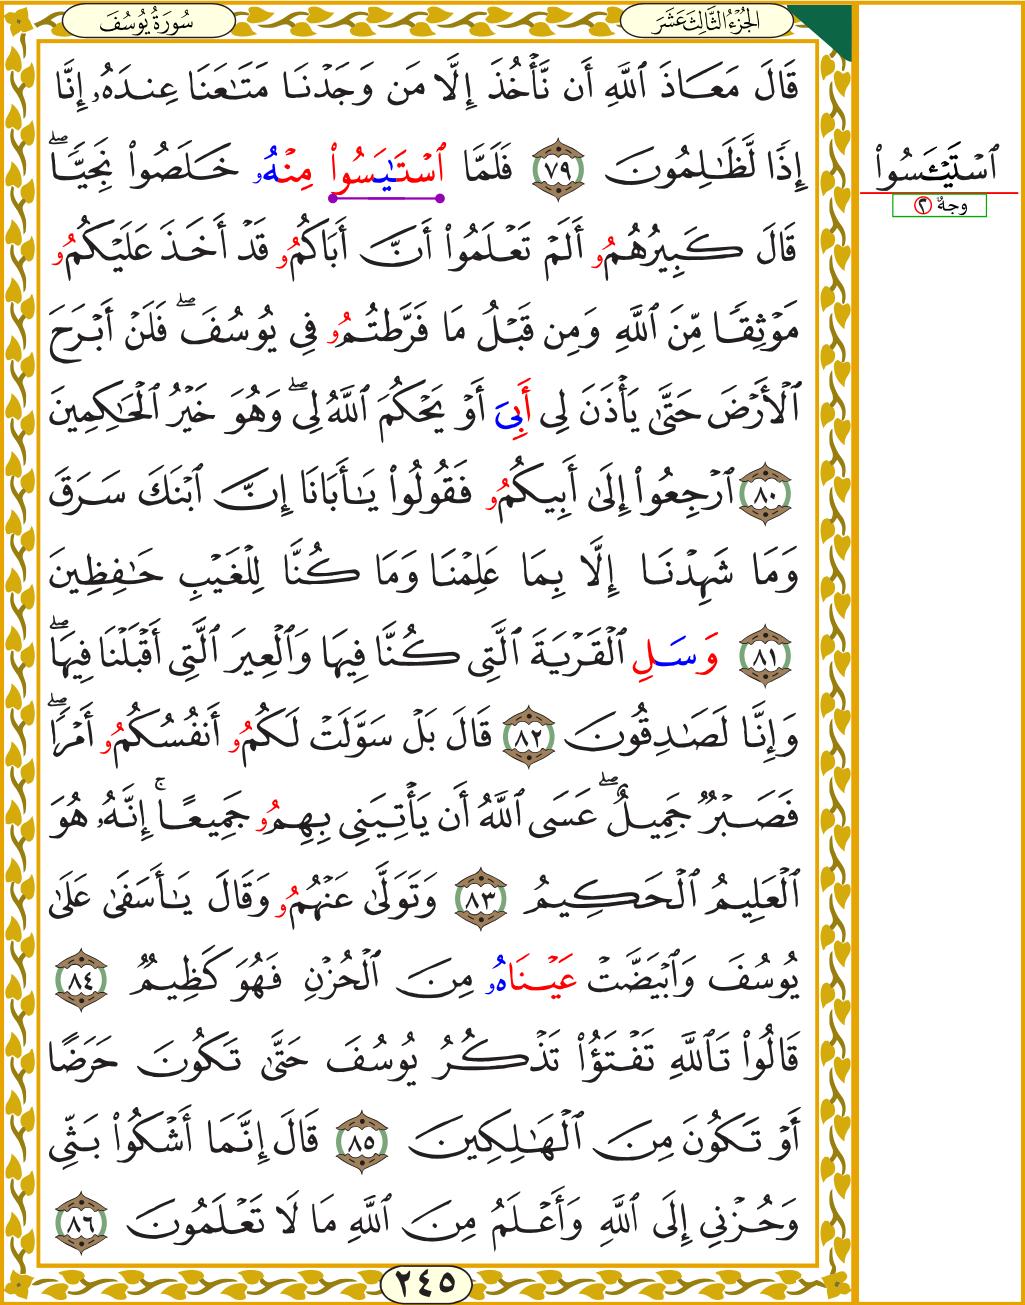 سُورَةُ يُوسُفَ
الجُزْءُ الثَّالِثَ عَشَرَ
قَالَ مَعَاذَ ٱللَّهِ أَن نَّأۡخُذَ إِلَّا مَن وَجَدۡنَا مَتَٰعَنَا عِندَهُۥ إِنَّا
إِذٗا لَّظَٰلِمُونَ ٧٩ فَلَمَّا ٱسۡتَٰيَسُواْ مِنۡهُۥ خَلَصُواْ نَجِيّٗاۖ
قَالَ كَبِيرُهُمُۥ أَلَمۡ تَعۡلَمُواْ أَنَّ أَبَاكُمُۥ قَدۡ أَخَذَ عَلَيۡكُمُۥ
مَوۡثِقٗا مِّنَ ٱللَّهِ وَمِن قَبۡلُ مَا فَرَّطتُمُۥ فِي يُوسُفَۖ فَلَنۡ أَبۡرَحَ
ٱلۡأَرۡضَ حَتَّىٰ يَأۡذَنَ لِي أَبِيَ أَوۡ يَحۡكُمَ ٱللَّهُ لِيۖ وَهُوَ خَيۡرُ ٱلۡحَٰكِمِينَ
٨٠ ٱرۡجِعُواْ إِلَىٰ أَبِيكُمُۥ فَقُولُواْ يَٰأَبَانَا إِنَّ ٱبۡنَكَ سَرَقَ
وَمَا شَهِدۡنَا إِلَّا بِمَا عَلِمۡنَا وَمَا كُنَّا لِلۡغَيۡبِ حَٰفِظِينَ
٨١ وَسَلِ ٱلۡقَرۡيَةَ ٱلَّتِي كُنَّا فِيهَا وَٱلۡعِيرَ ٱلَّتِي أَقۡبَلۡنَا فِيهَاۖ
وَإِنَّا لَصَٰدِقُونَ ٨٢ قَالَ بَلۡ سَوَّلَتۡ لَكُمُۥ أَنفُسُكُمُۥ أَمۡرٗاۖ
فَصَبۡرٞ جَمِيلٌۖ عَسَى ٱللَّهُ أَن يَأۡتِيَنِي بِهِمُۥ جَمِيعًاۚ إِنَّهُۥ هُوَ
ٱلۡعَلِيمُ ٱلۡحَكِيمُ ٨٣ وَتَوَلَّىٰ عَنۡهُمُۥ وَقَالَ يَٰأَسَفَىٰ عَلَىٰ
يُوسُفَ وَٱبۡيَضَّتۡ عَيۡنَاهُۥ مِنَ ٱلۡحُزۡنِ فَهُوَ كَظِيمٞ ٨٤
قَالُواْ تَٱللَّهِ تَفۡتَؤُاْ تَذۡكُرُ يُوسُفَ حَتَّىٰ تَكُونَ حَرَضًا
أَوۡ تَكُونَ مِنَ ٱلۡهَٰلِكِينَ ٨٥ قَالَ إِنَّمَا أَشۡكُواْ بَثِّي
وَحُزۡنِي إِلَى ٱللَّهِ وَأَعۡلَمُ مِنَ ٱللَّهِ مَا لَا تَعۡلَمُونَ ٨٦
٢٤٥
ٱسۡتَيۡـَٔسُواْ
وجهٌ ٢